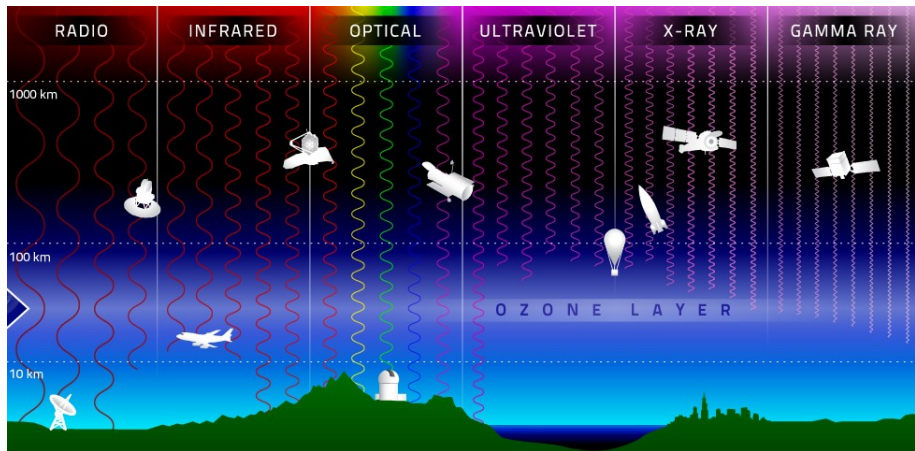 RADIO
INFRARED
OPTICAL
ULTRAVIOLET
X-RAY
GAMMA RAY
1000 km
100 km
OZONE LAYER
10 km